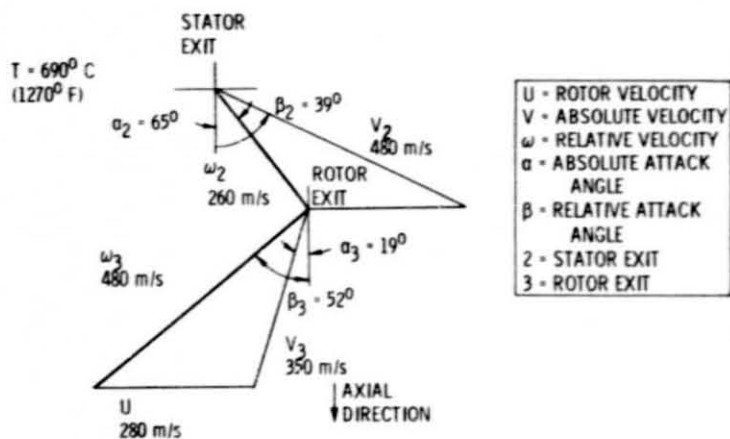 STATOR
EXIT
T = 690° C
(1270° F)
β2 = 39°
α2 = 65°
V2
480 m/s
ω2
260 m/s
ROTOR
EXIT
α3 = 19°
ω3
480 m/s
β3 = 52°
V3
350 m/s
U
280 m/s
AXIAL
DIRECTION
U = ROTOR VELOCITY
V = ABSOLUTE VELOCITY
ω = RELATIVE VELOCITY
α = ABSOLUTE ATTACK
ANGLE
β = RELATIVE ATTACK
ANGLE
2 = STATOR EXIT
3 = ROTOR EXIT